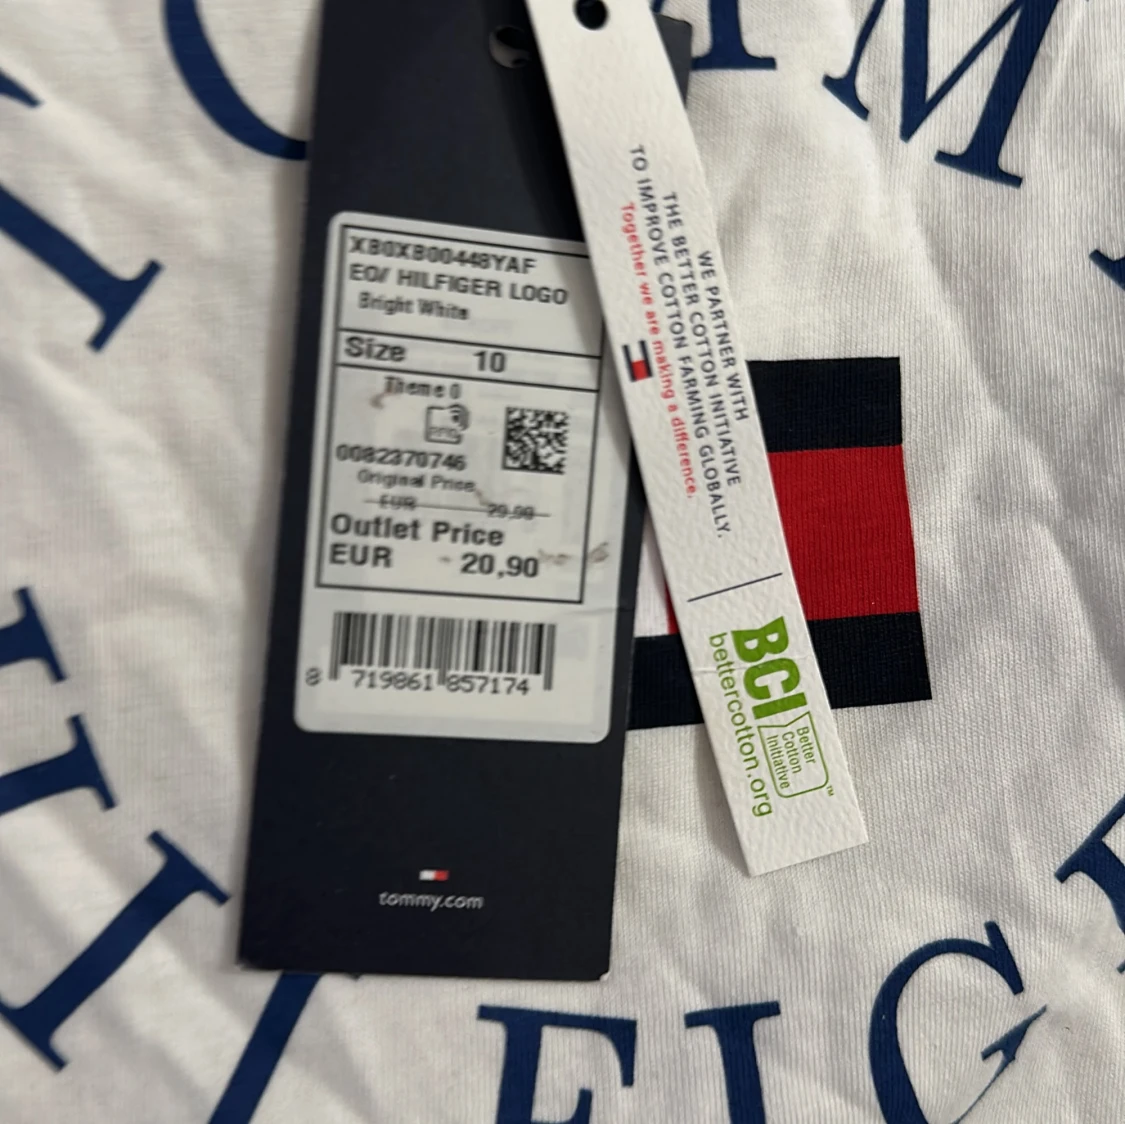 XB0XB00448YAF
EO/ HILFIGER LOGO
Bright White
Size 10
Theme 0
0082370746
Original Price
EUR 29,90
Outlet Price
EUR 20,90
8 719861 857174
tommy.com
WE PARTNER WITH
THE BETTER COTTON INITIATIVE
TO IMPROVE COTTON FARMING GLOBALLY.
Together we are making a difference.
BCI
Better
Cotton
Initiative
TM
bettercotton.org